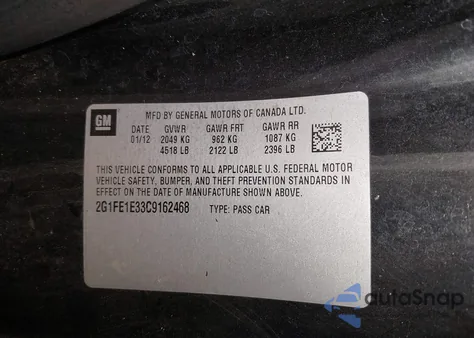 GM
MFD BY GENERAL MOTORS OF CANADA LTD.
DATE GVWR GAWR FRT GAWR RR
01/12 2049 KG 962 KG 1087 KG
4518 LB 2122 LB 2396 LB
THIS VEHICLE CONFORMS TO ALL APPLICABLE U.S. FEDERAL MOTOR
VEHICLE SAFETY, BUMPER, AND THEFT PREVENTION STANDARDS IN
EFFECT ON THE DATE OF MANUFACTURE SHOWN ABOVE.
2G1FE1E33C9162468 TYPE: PASS CAR
autoSnap